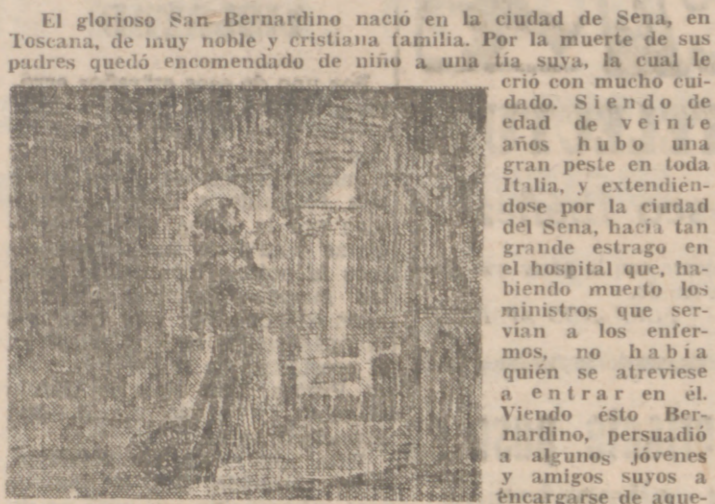 El glorioso San Bernardino nació en la ciudad de Sena, en
Toscana, de muy noble y cristiana familia. Por la muerte de sus
padres quedó encomendado de niño a una tía suya, la cual le
crió con mucho cui-
dado. Siendo de
edad de veinte
años hubo una
gran peste en toda
Italia, y extendién-
dose por la ciudad
del Sena, hacía tan
grande estrago en
el hospital que, ha-
biendo muerto los
ministros que ser-
vían a los enfer-
mos, no había
quién se atreviese
a entrar en él.
Viendo ésto Ber-
nardino, persuadió
a algunos jóvenes
y amigos suyos a
encargarse de aque-